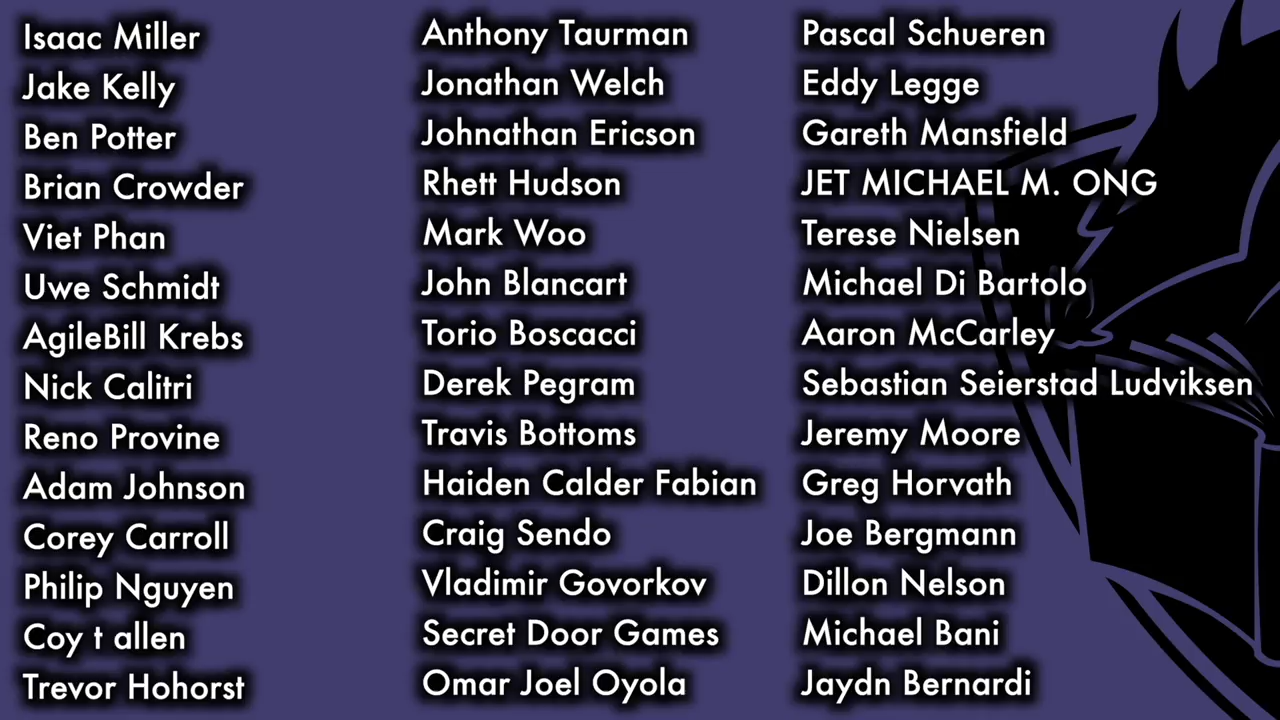 Isaac Miller
Jake Kelly
Ben Potter
Brian Crowder
Viet Phan
Uwe Schmidt
AgileBill Krebs
Nick Calitri
Reno Provine
Adam Johnson
Corey Carroll
Philip Nguyen
Coy t allen
Trevor Hohorst
Anthony Taurman
Jonathan Welch
Johnathan Ericson
Rhett Hudson
Mark Woo
John Blancart
Torio Boscacci
Derek Pegram
Travis Bottoms
Haiden Calder Fabian
Craig Sendo
Vladimir Govorkov
Secret Door Games
Omar Joel Oyola
Pascal Schueren
Eddy Legge
Gareth Mansfield
JET MICHAEL M. ONG
Terese Nielsen
Michael Di Bartolo
Aaron McCarley
Sebastian Seierstad Ludviksen
Jeremy Moore
Greg Horvath
Joe Bergmann
Dillon Nelson
Michael Bani
Jaydn Bernardi